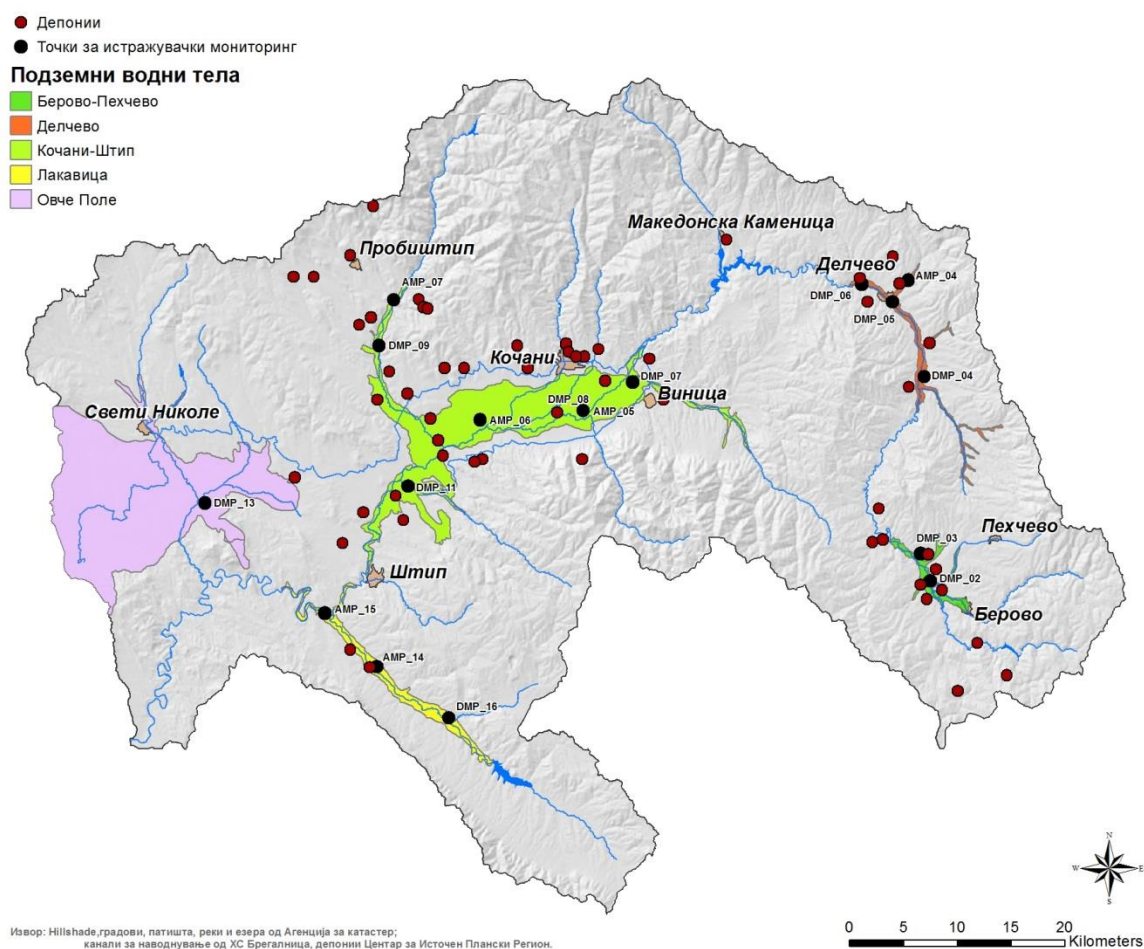 Депонии
Точки за истражувачки мониторинг
Подземни водни тела
Берово-Пехчево
Делчево
Кочани-Штип
Лакавица
Овче Поле
Македонска Каменица
Пробиштип
Делчево
AMP_04
AMP_07
DMP_06
DMP_05
DMP_09
Кочани
DMP_07
DMP_04
Виница
Свети Николе
DMP_08
AMP_05
AMP_06
DMP_11
DMP_13
Пехчево
DMP_03
Штип
DMP_02
AMP_15
Берово
AMP_14
DMP_16
N
W E
S
Извор: Hillshade,градови, патишта, реки и езера од Агенција за катастер;
канали за наводнување од ХС Брегалница, депонии Центар за Источен Плански Регион.
0 5 10 20
Kilometers